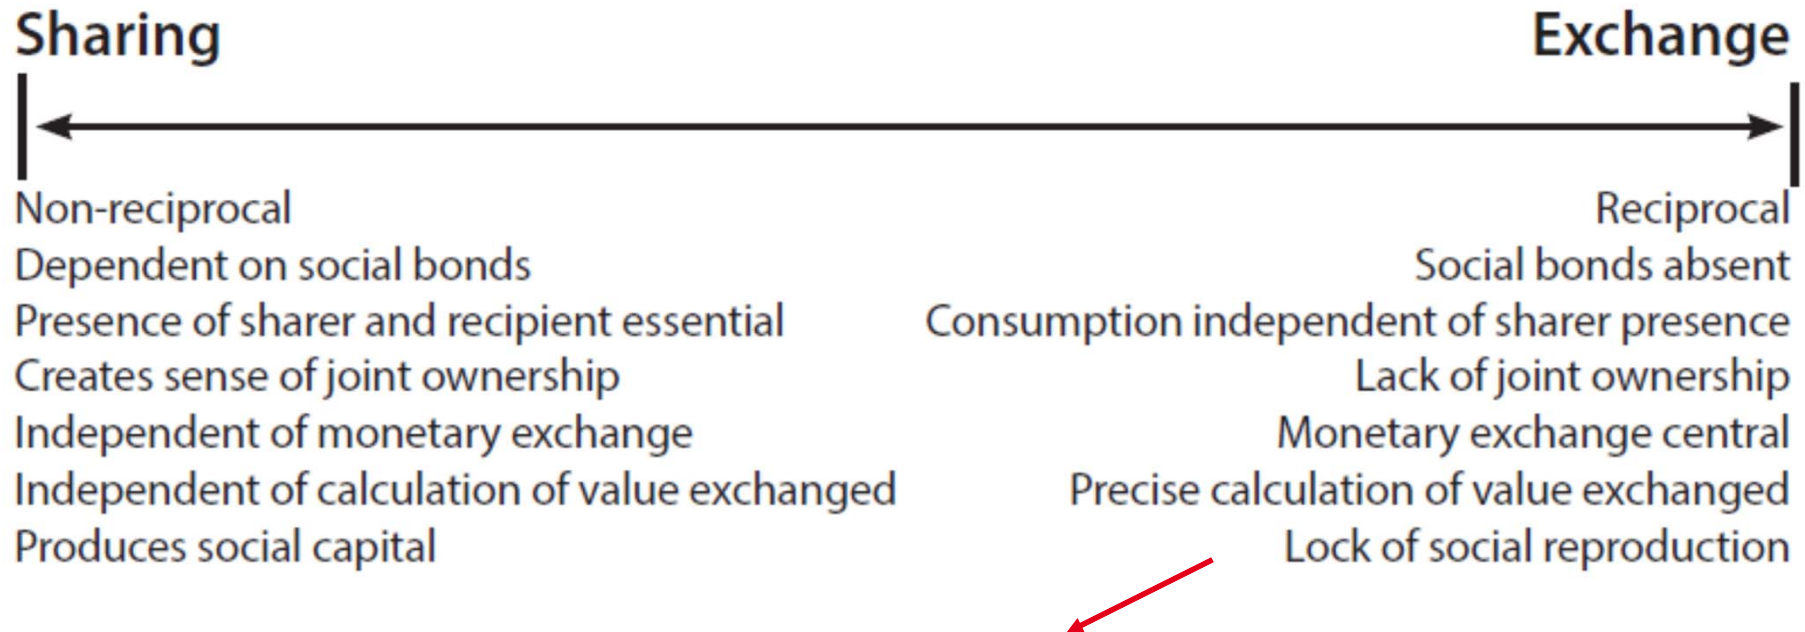 Sharing Exchange
Non-reciprocal Reciprocal
Dependent on social bonds Social bonds absent
Presence of sharer and recipient essential Consumption independent of sharer presence
Creates sense of joint ownership Lack of joint ownership
Independent of monetary exchange Monetary exchange central
Independent of calculation of value exchanged Precise calculation of value exchanged
Produces social capital Lock of social reproduction